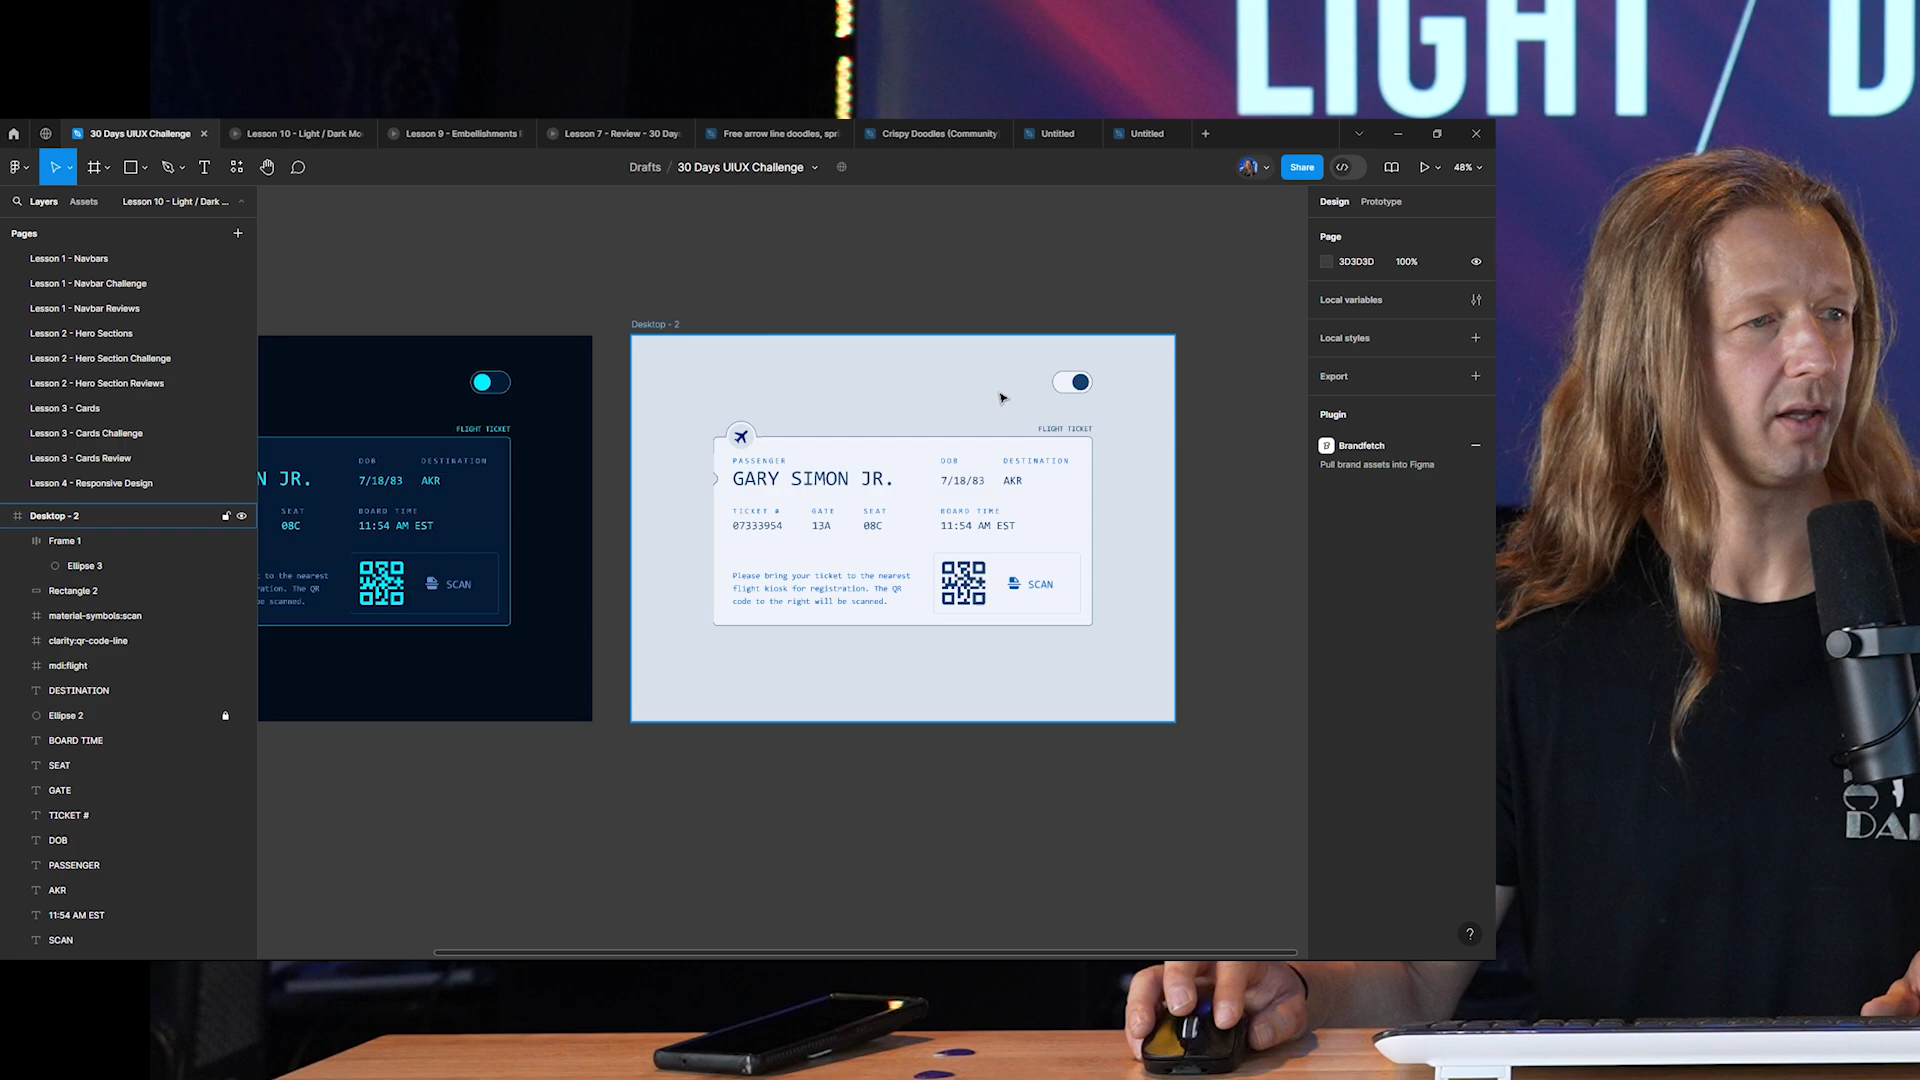 LIGHT / D
30 Days UIUX Challenge
Lesson 10 - Light / Dark Mo
Lesson 9 - Embellishments
Lesson 7 - Review - 30 Day
Free arrow line doodles, spr
Crispy Doodles (Community
Untitled
Untitled
Drafts / 30 Days UIUX Challenge
Share
48%
Layers
Assets
Lesson 10 - Light / Dark ...
Pages
Lesson 1 - Navbars
Lesson 1 - Navbar Challenge
Lesson 1 - Navbar Reviews
Lesson 2 - Hero Sections
Lesson 2 - Hero Section Challenge
Lesson 2 - Hero Section Reviews
Lesson 3 - Cards
Lesson 3 - Cards Challenge
Lesson 3 - Cards Review
Lesson 4 - Responsive Design
Desktop - 2
Frame 1
Ellipse 3
Rectangle 2
material-symbols:scan
clarity:qr-code-line
mdi:flight
DESTINATION
Ellipse 2
BOARD TIME
SEAT
GATE
TICKET #
DOB
PASSENGER
AKR
11:54 AM EST
SCAN
FLIGHT TICKET
DOB
DESTINATION
N JR.
7/18/83
AKR
SEAT
BOARD TIME
08C
11:54 AM EST
t to the nearest
ration. The QR
be scanned.
SCAN
Desktop - 2
FLIGHT TICKET
PASSENGER
DOB
DESTINATION
GARY SIMON JR.
7/18/83
AKR
TICKET #
GATE
SEAT
BOARD TIME
07333954
13A
08C
11:54 AM EST
Please bring your ticket to the nearest
flight kiosk for registration. The QR
code to the right will be scanned.
SCAN
Design
Prototype
Page
3D3D3D
100%
Local variables
Local styles
Export
Plugin
Brandfetch
Pull brand assets into Figma
?
DA